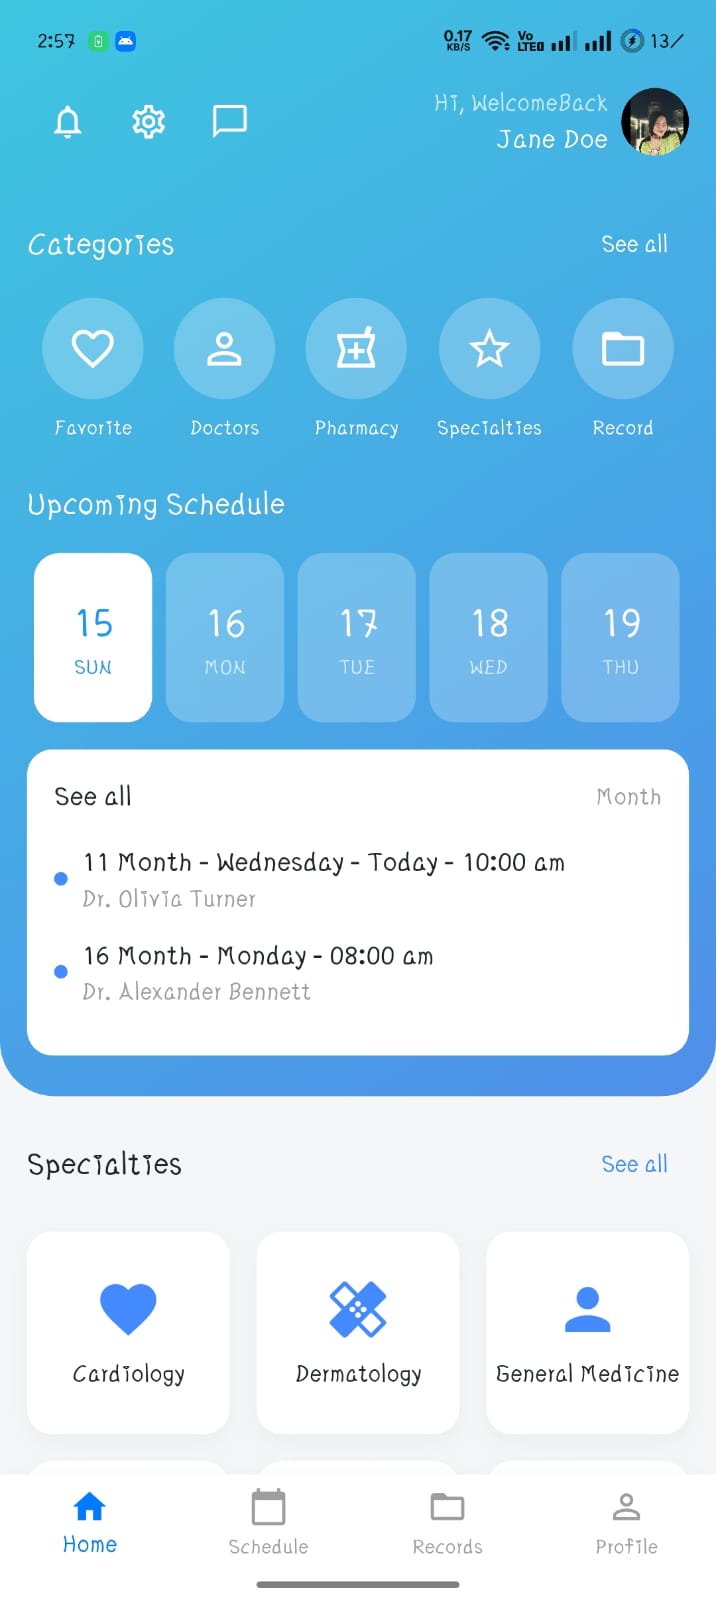 2:57
0.17
KB/S
Vo
LTE
13%
Hi, WelcomeBack
Jane Doe
Categories
See all
Favorite
Doctors
Pharmacy
Specialties
Record
Upcoming Schedule
15
SUN
16
MON
17
TUE
18
WED
19
THU
See all
Month
11 Month - Wednesday - Today - 10:00 am
Dr. Olivia Turner
16 Month - Monday - 08:00 am
Dr. Alexander Bennett
Specialties
See all
Cardiology
Dermatology
General Medicine
Home
Schedule
Records
Profile